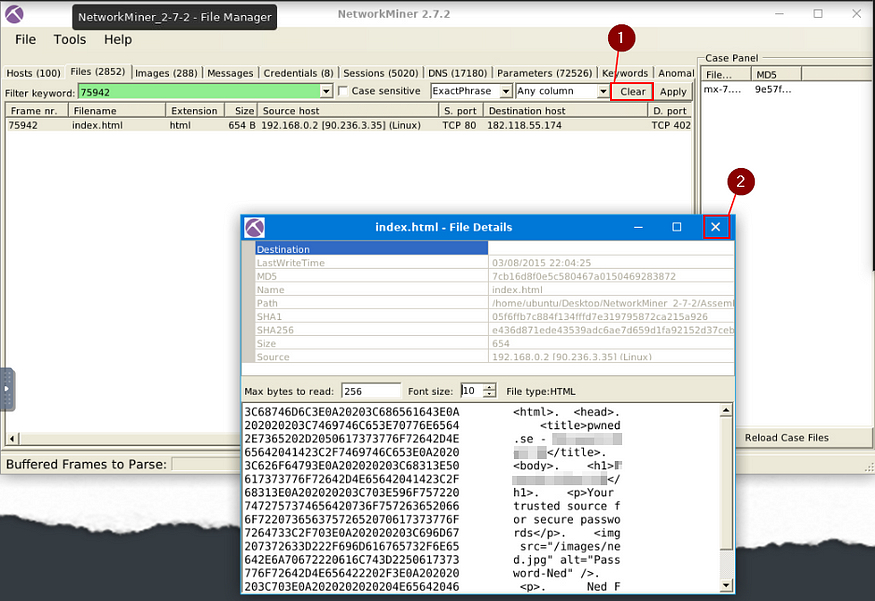 NetworkMiner_2-7-2 - File Manager
NetworkMiner 2.7.2
File Tools Help
1
Hosts (100) Files (2852) Images (288) Messages Credentials (8) Sessions (5020) DNS (17180) Parameters (72526) Keywords Anomal
Case Panel
Filter keyword: 75942 Case sensitive ExactPhrase Any column Clear Apply
File... MD5
mx-7.... 9e57f...
Frame nr. Filename Extension Size Source host S. port Destination host D. port
75942 index.html html 654 B 192.168.0.2 [90.236.3.35] (Linux) TCP 80 182.118.55.174 TCP 402
2
index.html - File Details
Destination
LastWriteTime 03/08/2015 22:04:25
MD5 7cb16d8f0e5c580467a0150469283872
Name index.html
Path /home/ubuntu/Desktop/NetworkMiner_2-7-2/Asseml
SHA1 05f6ffb7c884f134fffd7e319795872ca215a926
SHA256 e436d871ede43539adc6ae7d659d1fa92152d37ceb
Size 654
Source 192.168.0.2 [90.236.3.35] (Linux)
Max bytes to read: 256 Font size: 10 File type:HTML
3C68746D6C3E0A20203C686561643E0A <html>. <head>.
202020203C7469746C653E70776E6564 <title>pwned
2E7365202D2050617373776F72642D4E .se -
65642041423C2F7469746C653E0A2020 </title>.
3C626F64793E0A202020203C68313E50 <body>. <h1>
617373776F72642D4E65642041423C2F </
68313E0A202020203C703E596F757220 h1>. <p>Your
7472757374656420736F757263652066 trusted source f
6F72207365637572652070617373776F or secure passwo
7264733C2F703E0A202020203C696D67 rds</p>. <img
207372633D222F696D616765732F6E65 src="/images/ne
642E6A70672220616C743D2250617373 d.jpg" alt="Pass
776F72642D4E656422202F3E0A202020 word-Ned" />.
203C703E0A2020202020204E65642046 <p>. Ned F
Reload Case Files
Buffered Frames to Parse: